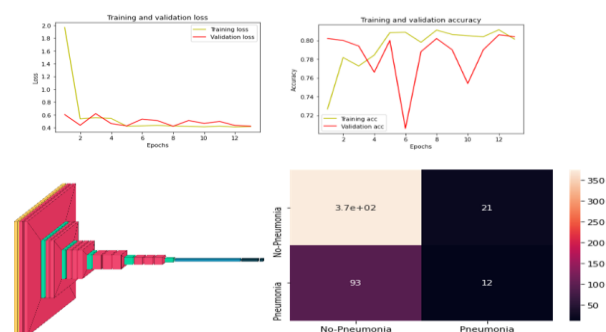 Training and validation loss
2.0
1.8
1.6
1.4
1.2
1.0
0.8
0.6
0.4
Loss
Training loss
Validation loss
2 4 6 8 10 12
Epochs
Training and validation accuracy
0.80
0.78
0.76
0.74
0.72
Accuracy
Training acc
Validation acc
2 4 6 8 10 12
Epochs
No-Pneumonia
Pneumonia
3.7e+02 21
93 12
No-Pneumonia Pneumonia
350
300
250
200
150
100
50